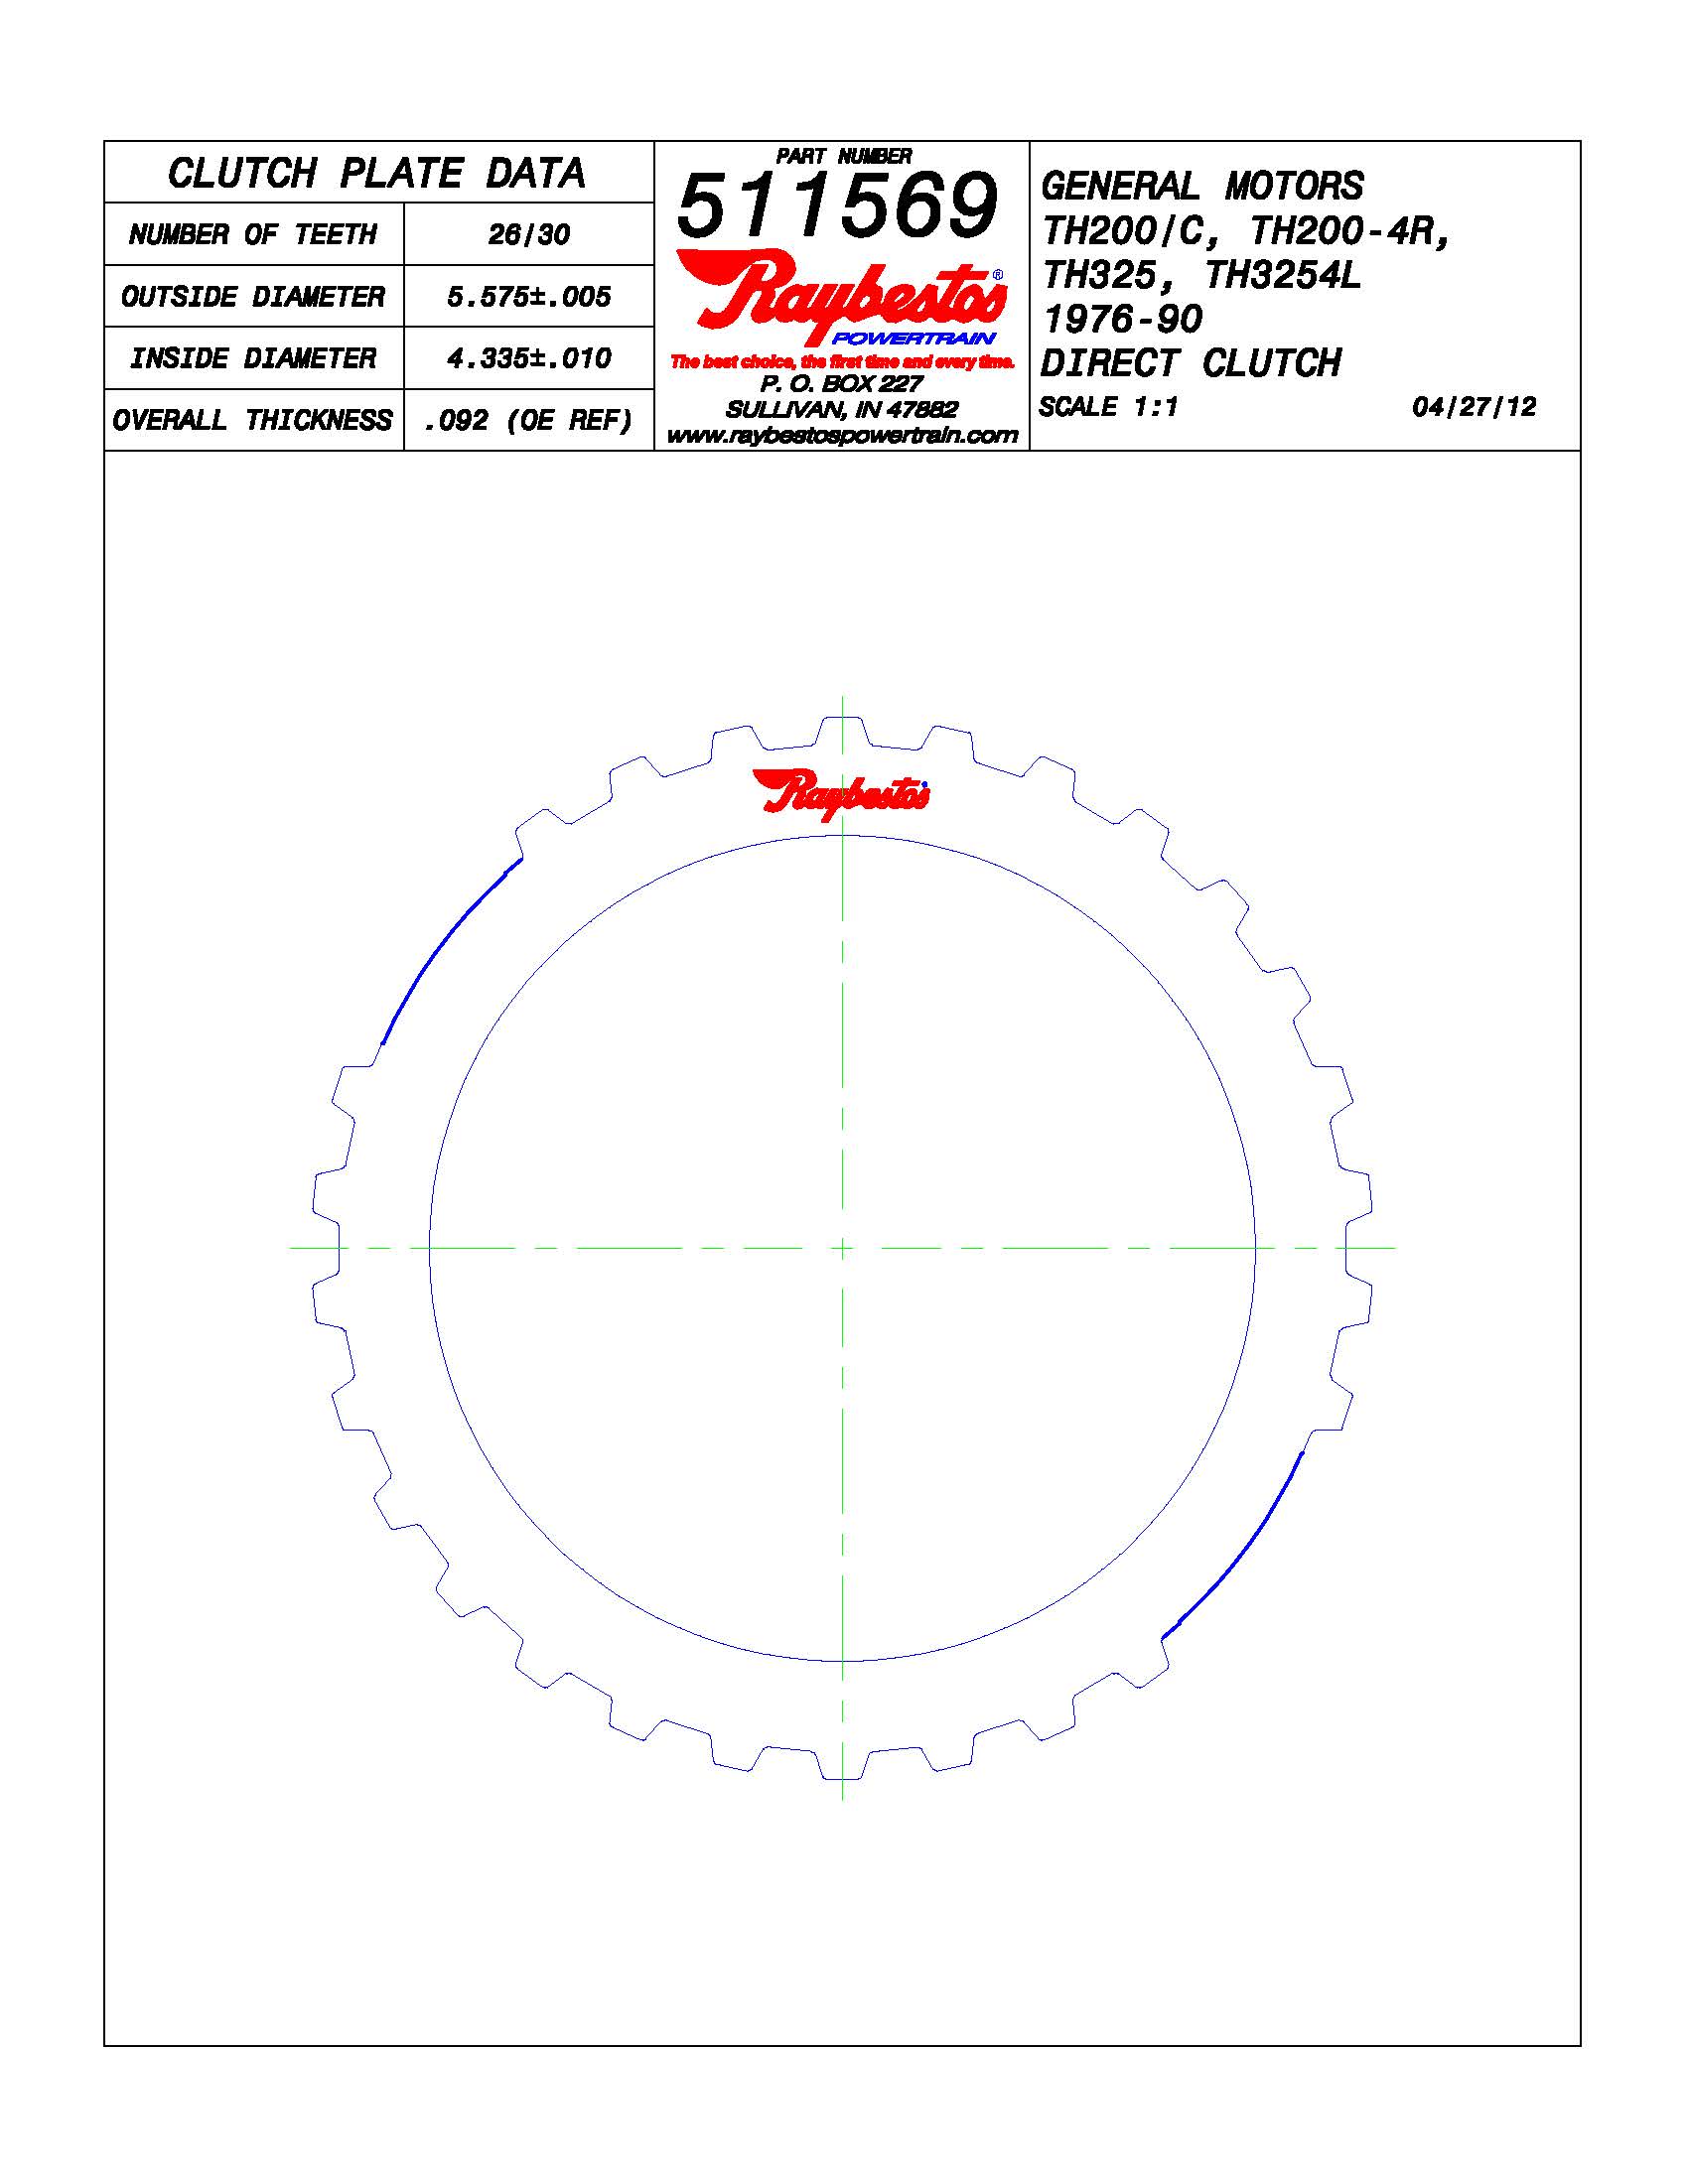 CLUTCH PLATE DATA
NUMBER OF TEETH 26/30
OUTSIDE DIAMETER 5.575±.005
INSIDE DIAMETER 4.335±.010
OVERALL THICKNESS .092 (OE REF)
PART NUMBER
511569
Raybestos®
POWERTRAIN
The best choice, the first time and every time.
P. O. BOX 227
SULLIVAN, IN 47882
www.raybestospowertrain.com
GENERAL MOTORS
TH200/C, TH200-4R,
TH325, TH3254L
1976-90
DIRECT CLUTCH
SCALE 1:1 04/27/12
Raybestos